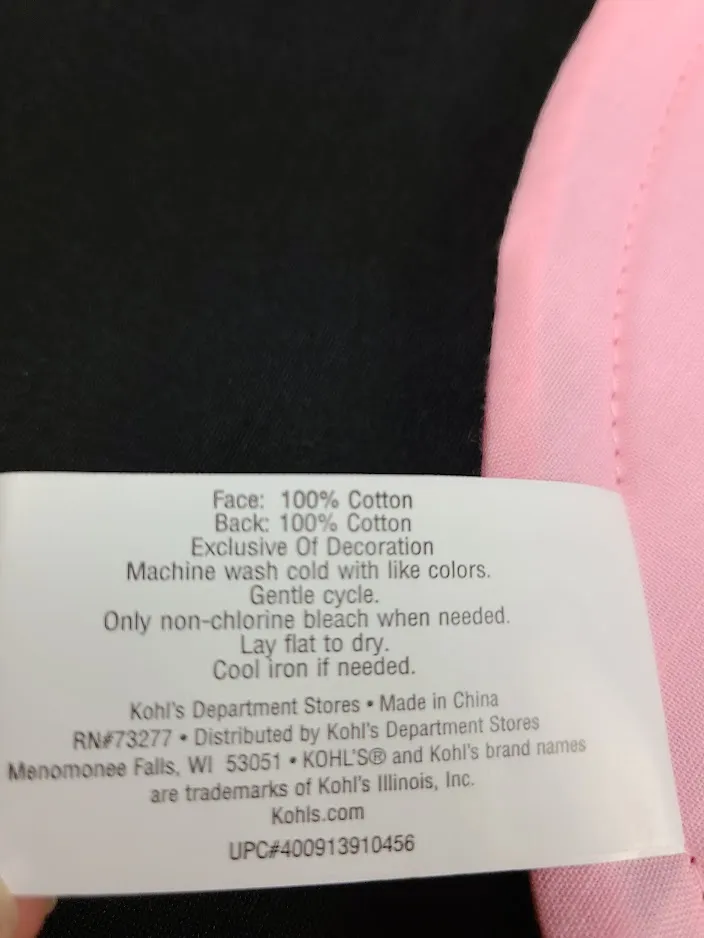 Face: 100% Cotton
Back: 100% Cotton
Exclusive Of Decoration
Machine wash cold with like colors.
Gentle cycle.
Only non-chlorine bleach when needed.
Lay flat to dry.
Cool iron if needed.
Kohl's Department Stores • Made in China
RN#73277 • Distributed by Kohl's Department Stores
Menomonee Falls, WI 53051 • KOHL'S® and Kohl's brand names
are trademarks of Kohl's Illinois, Inc.
Kohls.com
UPC#400913910456